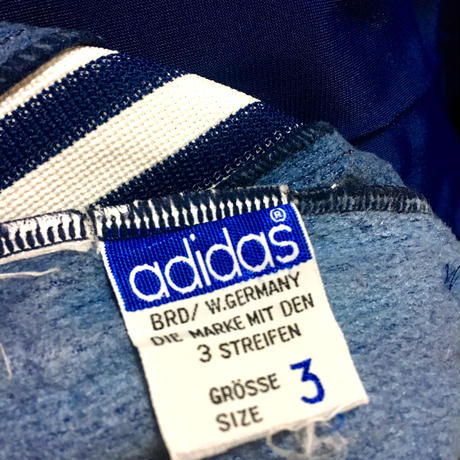 adidas®
BRD/ W.GERMANY
DIE MARKE MIT DEN
3 STREIFEN
GRÖSSE 3
SIZE